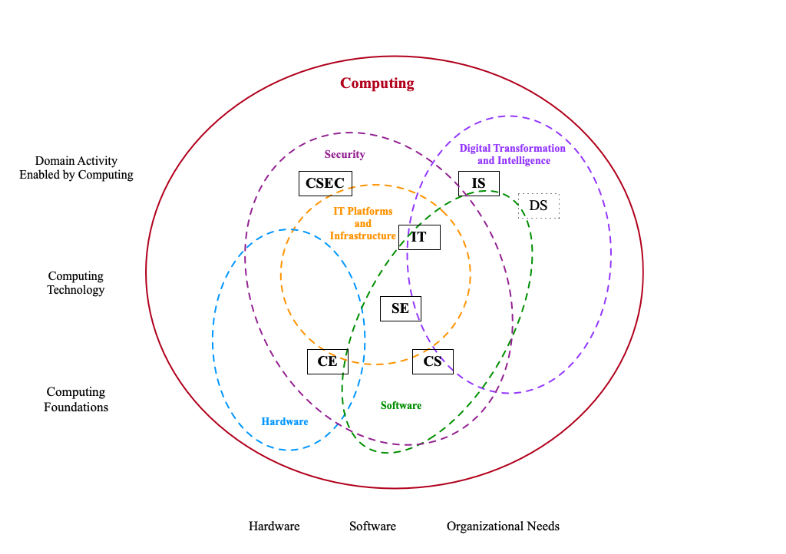 Computing
Digital Transformation
and Intelligence
Security
Domain Activity
Enabled by Computing
CSEC
IS
DS
IT Platforms
and
Infrastructure
IT
Computing
Technology
SE
CE
CS
Computing
Foundations
Software
Hardware
Hardware
Software
Organizational Needs